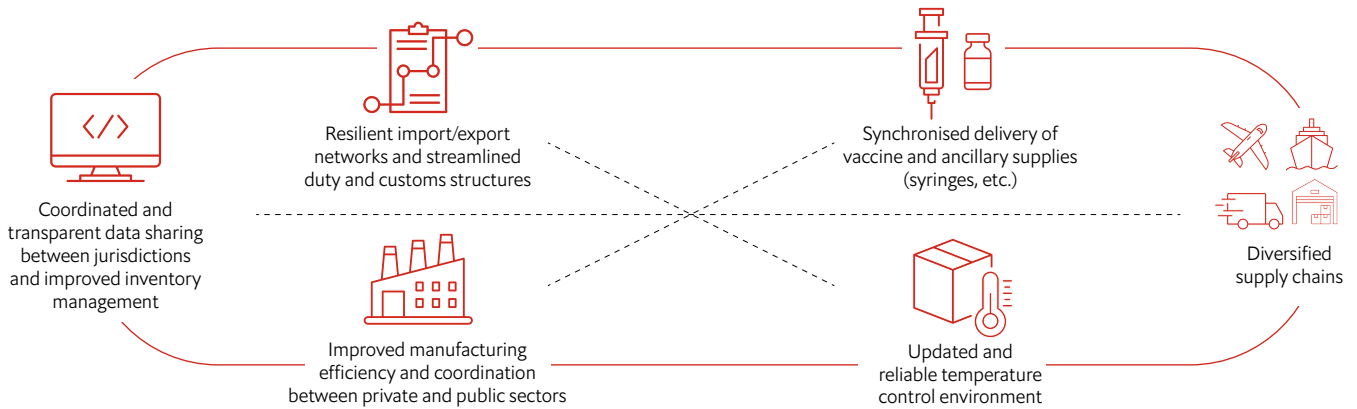 Resilient import/export
networks and streamlined
duty and customs structures
Synchronised delivery of
vaccine and ancillary supplies
(syringes, etc.)
Coordinated and
transparent data sharing
between jurisdictions
and improved inventory
management
Diversified
supply chains
Improved manufacturing
efficiency and coordination
between private and public sectors
Updated and
reliable temperature
control environment